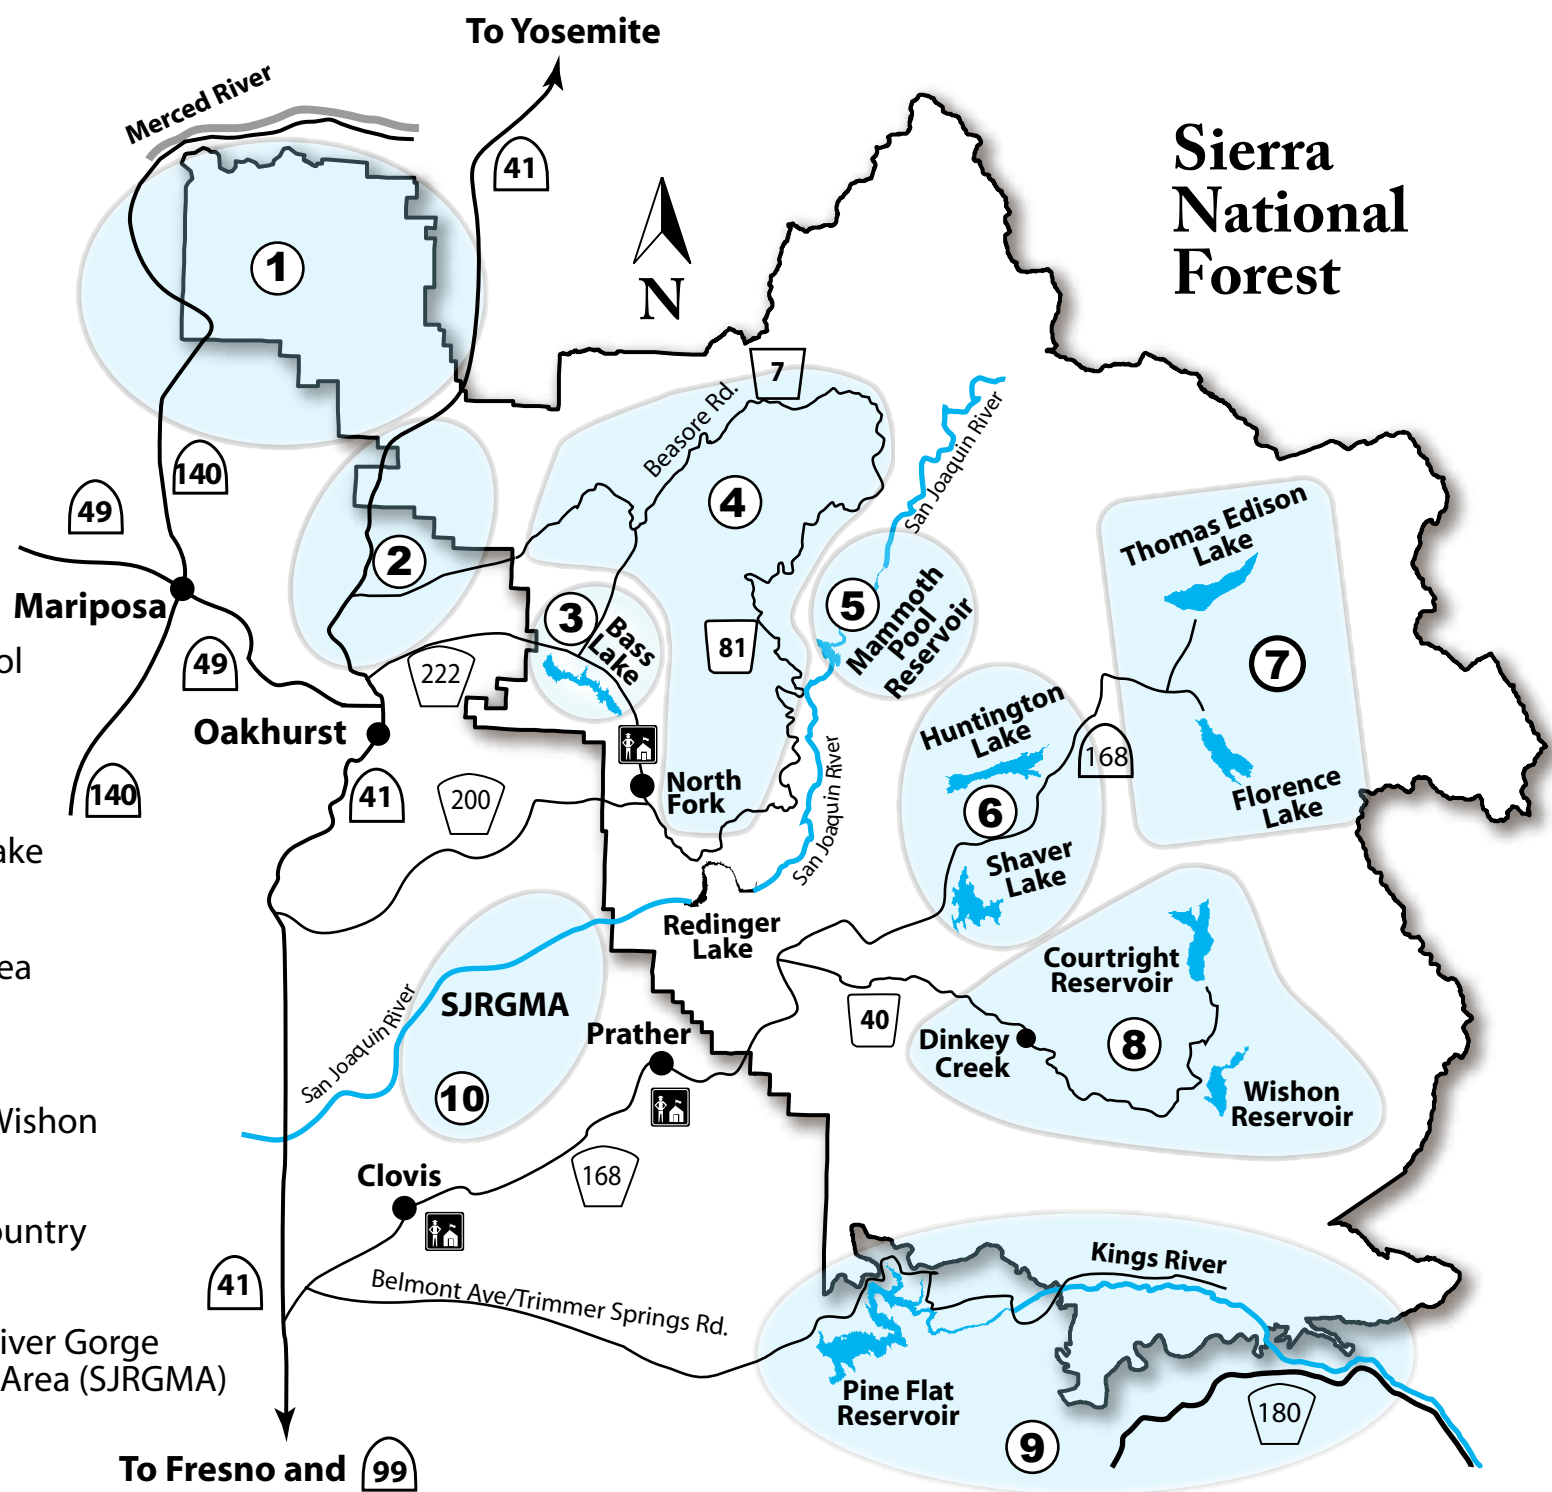 To Yosemite
Merced River
41
Sierra
National
Forest
N
1
7
Beasore Rd.
San Joaquin River
4
140
49
2
Thomas Edison
Lake
5
Mammoth
Pool
Reservoir
3
Bass
Lake
Mariposa
81
ol
49
222
7
Huntington
Lake
168
Oakhurst
North
Fork
140
41
200
6
Florence
Lake
San Joaquin River
ake
Shaver
Lake
Redinger
Lake
ea
Courtright
Reservoir
SJRGMA
San Joaquin River
Prather
40
Dinkey
Creek
8
10
Wishon
Reservoir
Wishon
Clovis
168
ountry
41
Kings River
Belmont Ave/Trimmer Springs Rd.
iver Gorge
Area (SJRGMA)
Pine Flat
Reservoir
180
9
To Fresno and 99